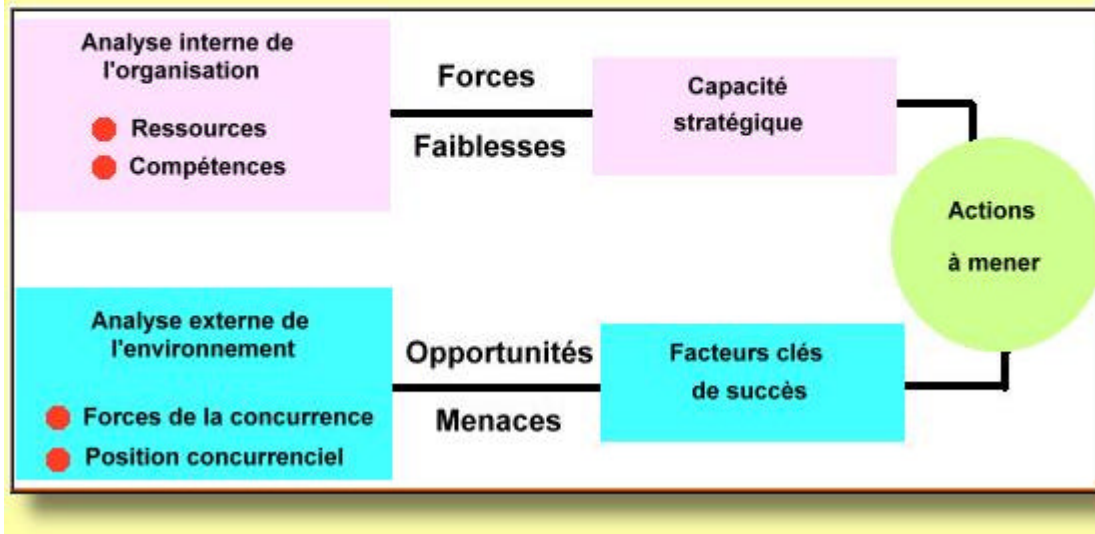 Analyse interne de
l'organisation
Ressources
Compétences
Forces
Faiblesses
Capacité
stratégique
Actions
à mener
Analyse externe de
l'environnement
Forces de la concurrence
Position concurrenciel
Opportunités
Menaces
Facteurs clés
de succès